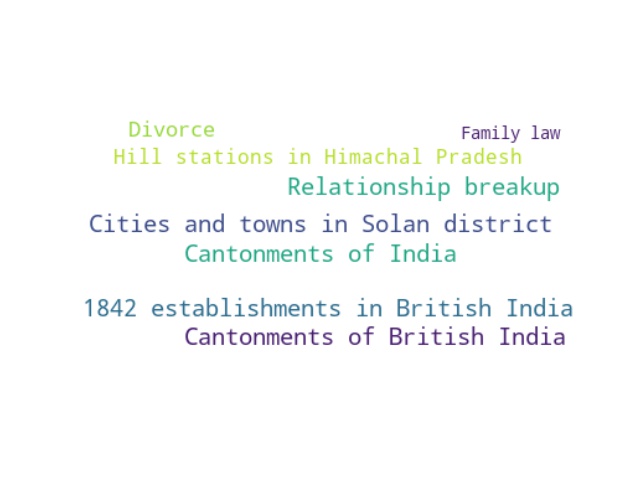 Divorce
Family law
Hill stations in Himachal Pradesh
Relationship breakup
Cities and towns in Solan district
Cantonments of India
1842 establishments in British India
Cantonments of British India